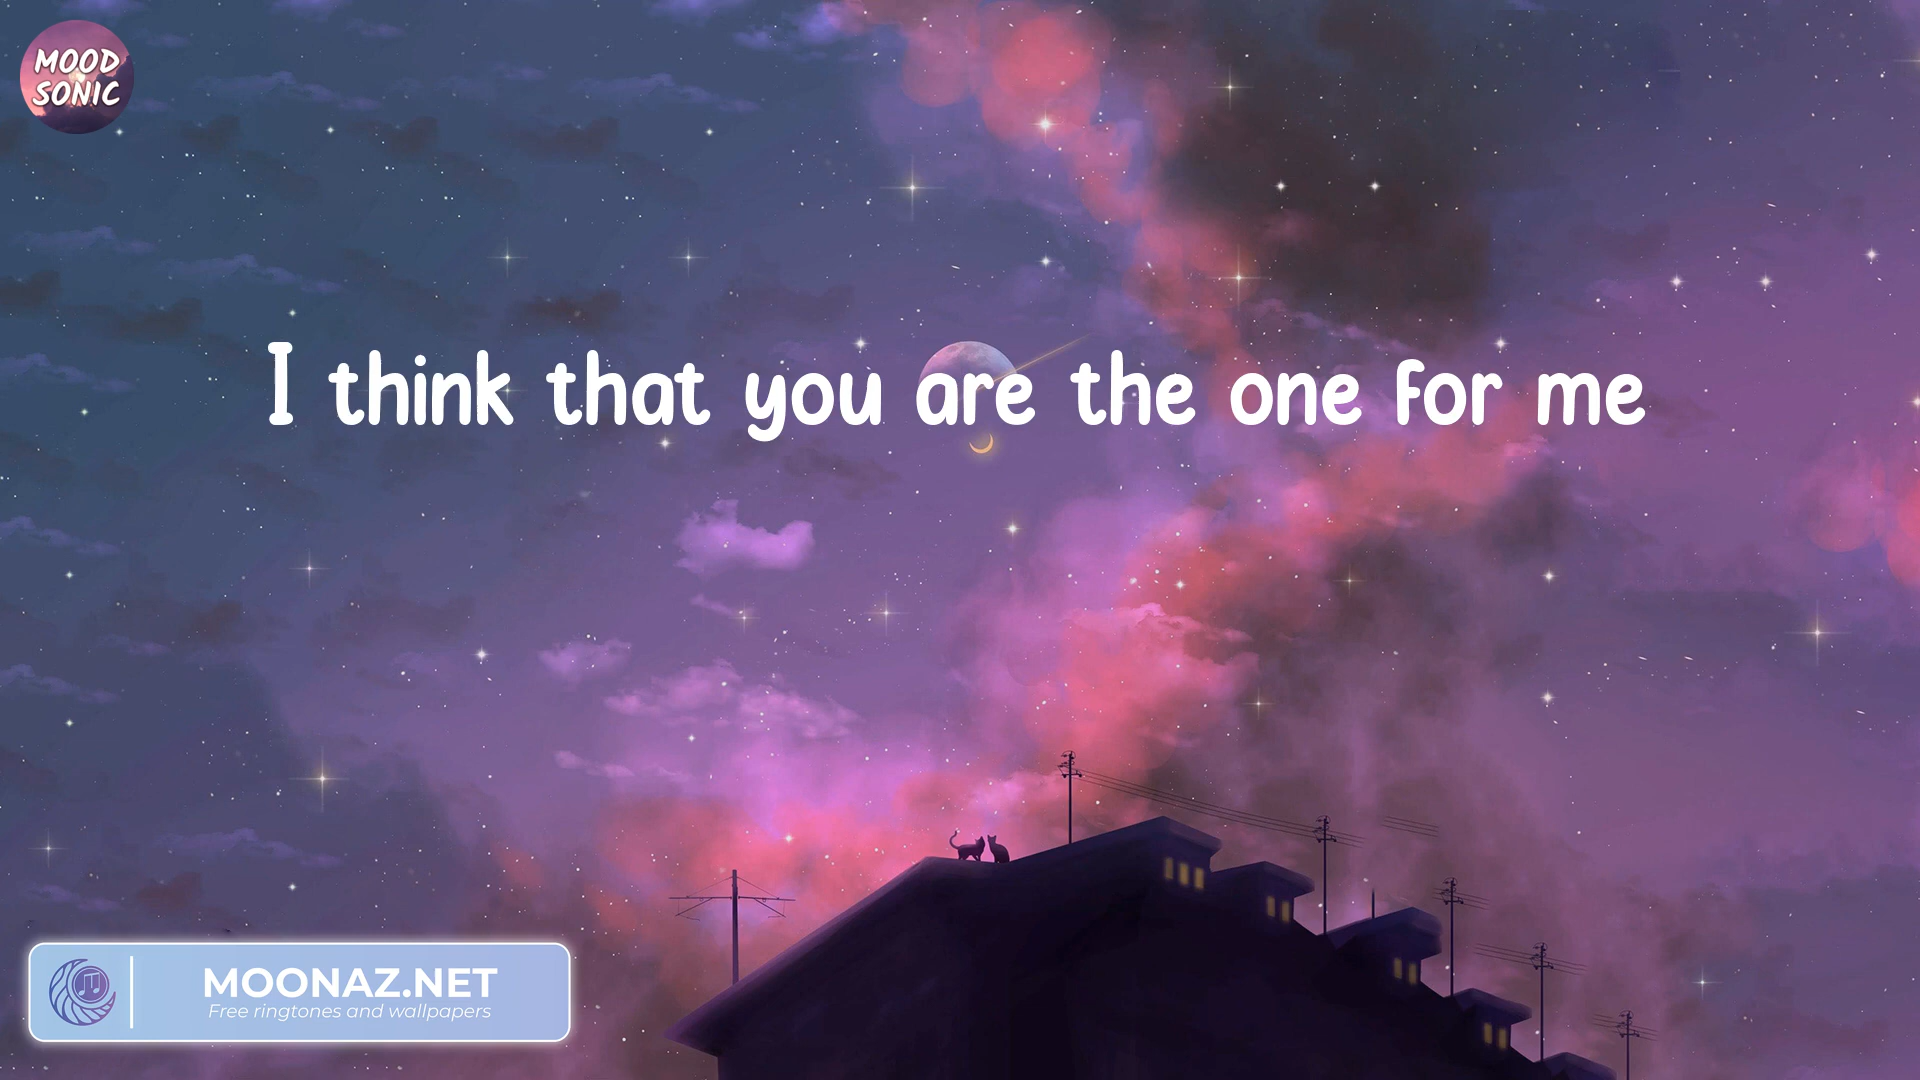 MOOD
SONIC
I think that you are the one for me
MOONAZ.NET
Free ringtones and wallpapers